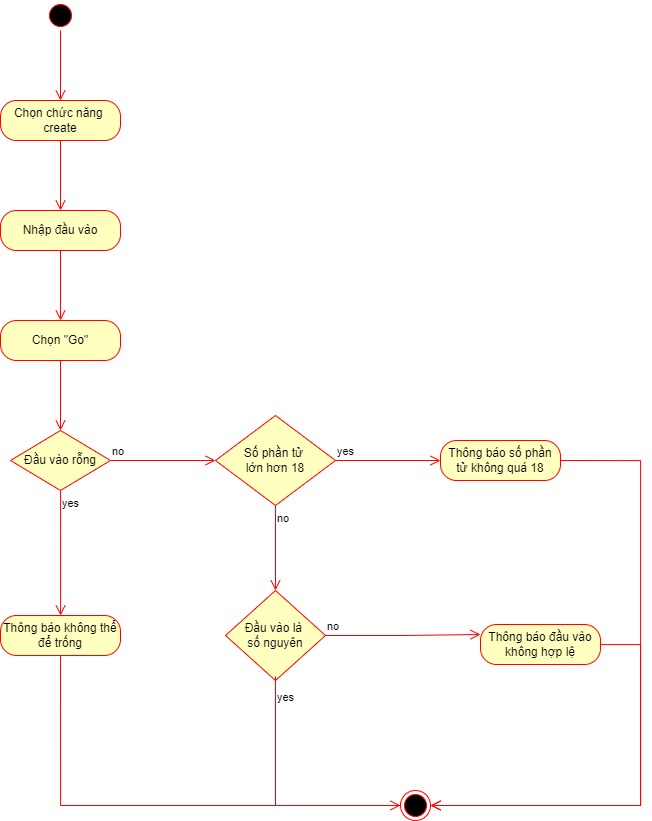 Chọn chức năng
create
Nhập đầu vào
Chọn "Go"
Đầu vào rỗng
no
Số phần tử
lớn hơn 18
yes
Thông báo số phần
tử không quá 18
yes
no
Thông báo không thể
để trống
Đầu vào là
số nguyên
no
Thông báo đầu vào
không hợp lệ
yes